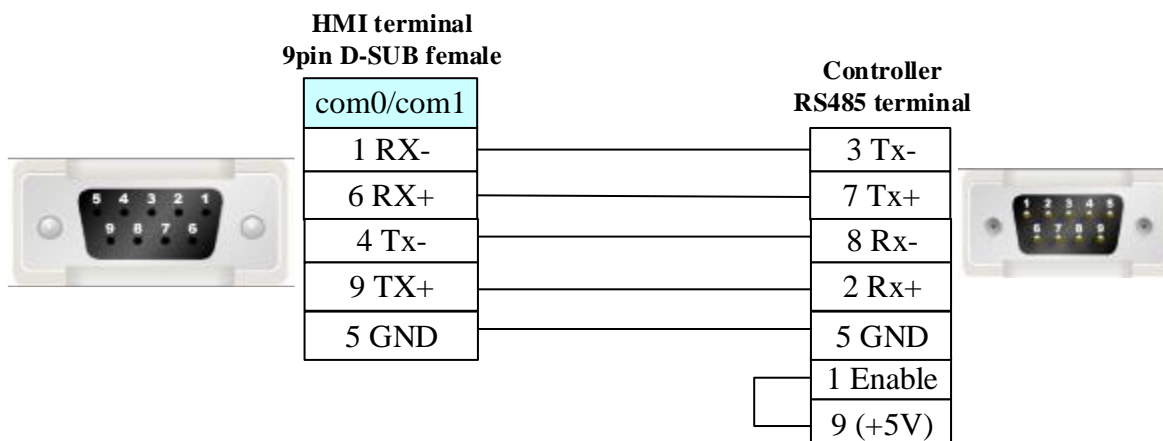 HMI terminal
9pin D-SUB female
com0/com1
1 RX-
6 RX+
4 Tx-
9 TX+
5 GND
5 4 3 2 1
9 8 7 6
Controller
RS485 terminal
3 Tx-
7 Tx+
8 Rx-
2 Rx+
5 GND
1 Enable
9 (+5V)
1 2 3 4 5
6 7 8 9